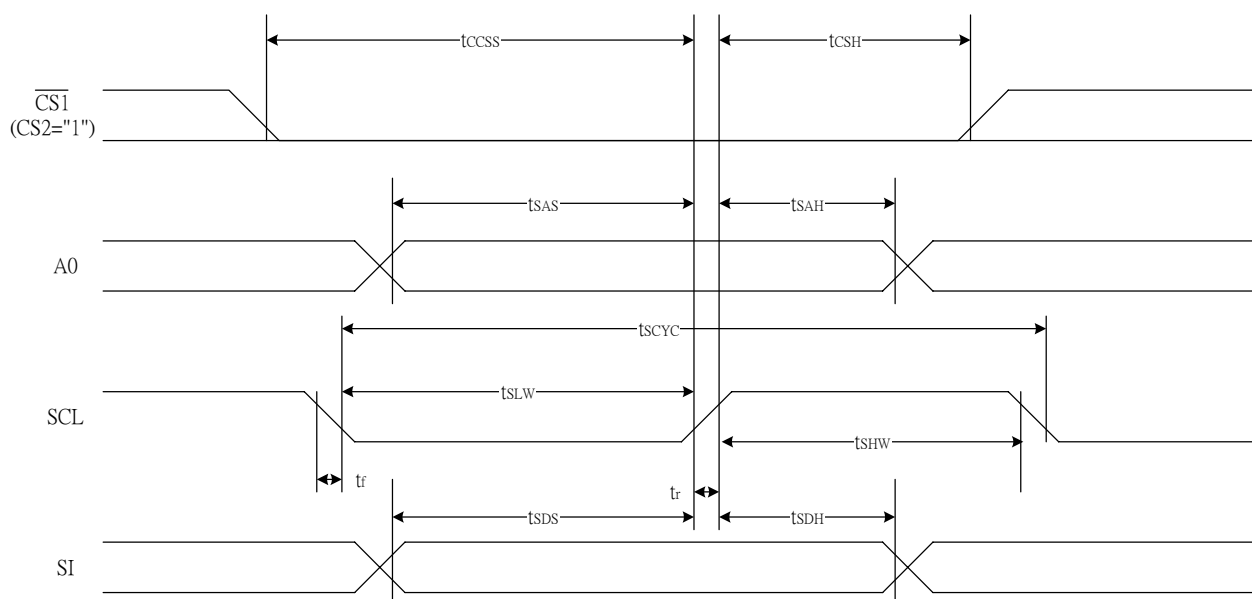 tCCSS
tCSH
CS1
(CS2="1")
tSAS
tSAH
A0
tSCYC
tSLW
SCL
tSHW
tf
tr
tSDS
tSDH
SI